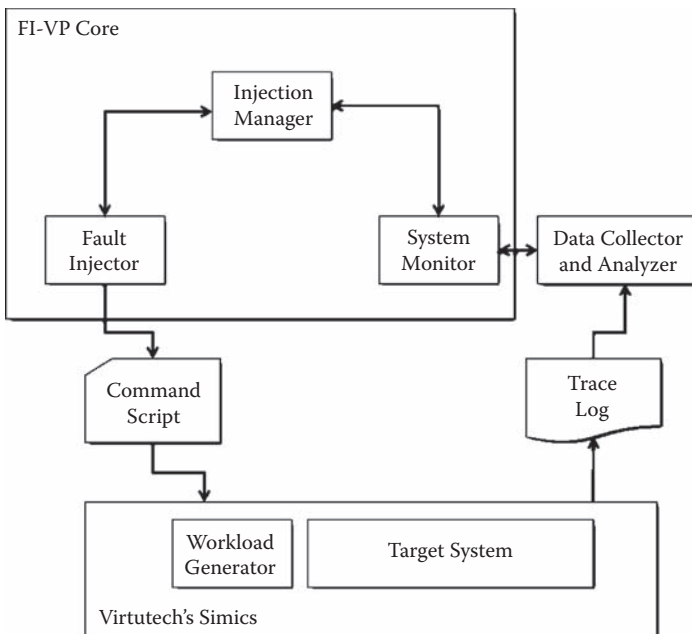 FI-VP Core
Injection
Manager
Fault
Injector
System
Monitor
Data Collector
and Analyzer
Command
Script
Trace
Log
Workload
Generator
Target System
Virtutech's Simics